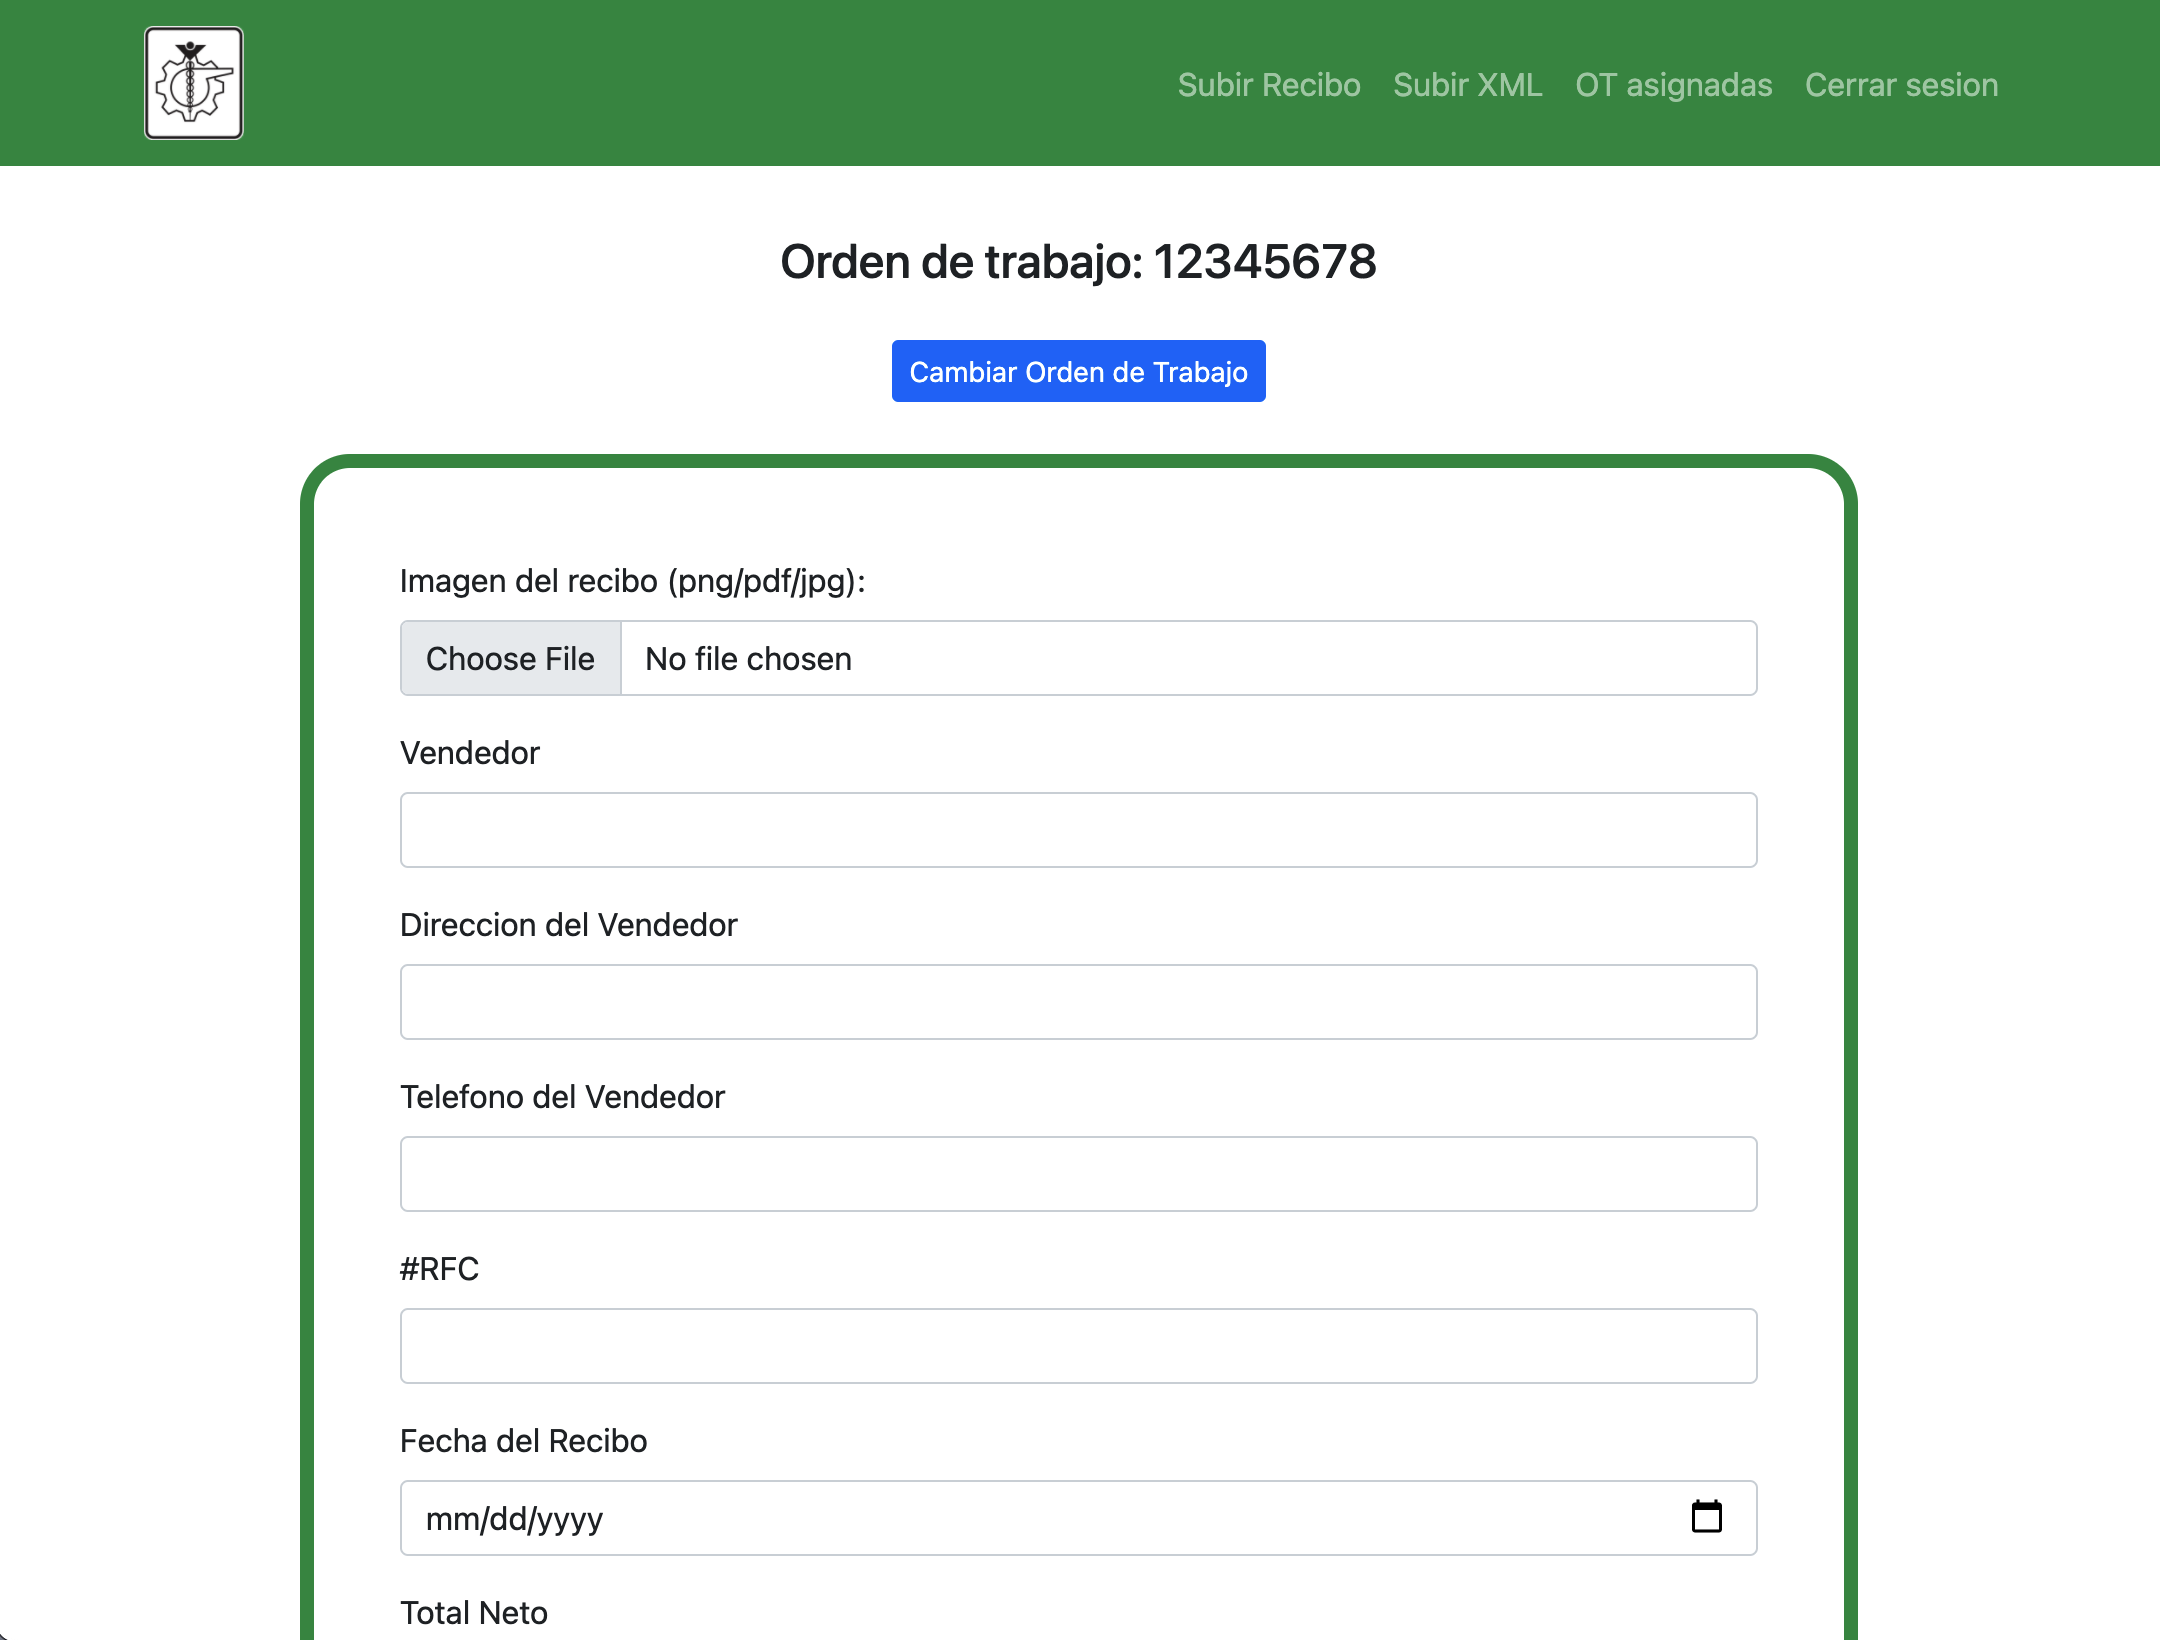 Subir Recibo Subir XML OT asignadas Cerrar sesion
Orden de trabajo: 12345678
Cambiar Orden de Trabajo
Imagen del recibo (png/pdf/jpg):
Choose File No file chosen
Vendedor
Direccion del Vendedor
Telefono del Vendedor
#RFC
Fecha del Recibo
mm/dd/yyyy
Total Neto